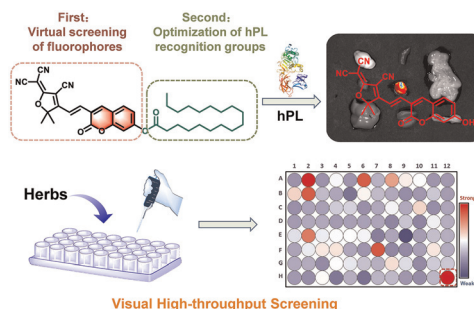 First:
Virtual screening
of fluorophores
Second:
Optimization of hPL
recognition groups
CN
NC
CN
O
O
O
O
O
hPL
CN
NC
CN
O
O
O
OH
Herbs
1 2 3 4 5 6 7 8 9 10 11 12
A
B
C
D
E
F
G
H
Strong
Weak
Visual High-throughput Screening